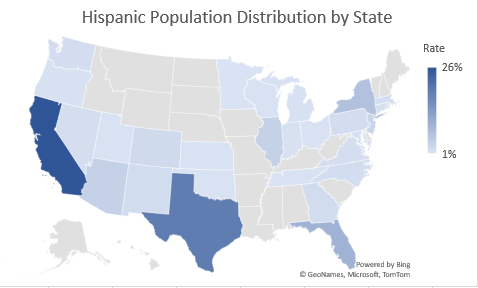 Hispanic Population Distribution by State
Rate
26%
1%
Powered by Bing
© GeoNames, Microsoft, TomTom